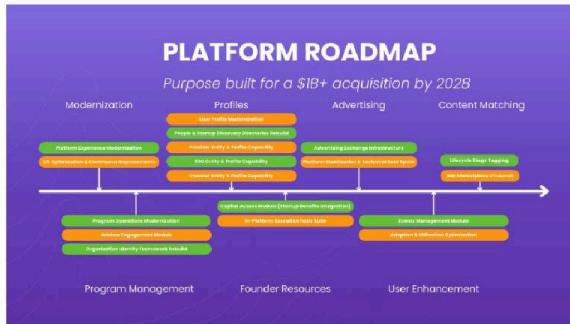 PLATFORM ROADMAP
Purpose built for a $1B+ acquisition by 2028
Modernization
Profiles
Advertising
Content Matching
User Profile Modernization
People & Startup Discovery Directories Rebuild
Provider Entity & Profile Capability
ESO Entity & Profile Capability
Investor Entity & Profile Capability
Platform Experience Modernization
UX Optimization & Continuous Improvements
Advertising Exchange Infrastructure
Platform Stabilization & Technical Debt Sprint
Lifecycle Stage Tagging
Program Operations Modernization
Advisor Engagement Module
Organization Identity Framework Rebuild
Capital Access Module (Startup Benefits Integration)
In-Platform Execution Tools Suite
Events Management Module
Adoption & Utilization Optimization
Program Management
Founder Resources
User Enhancement